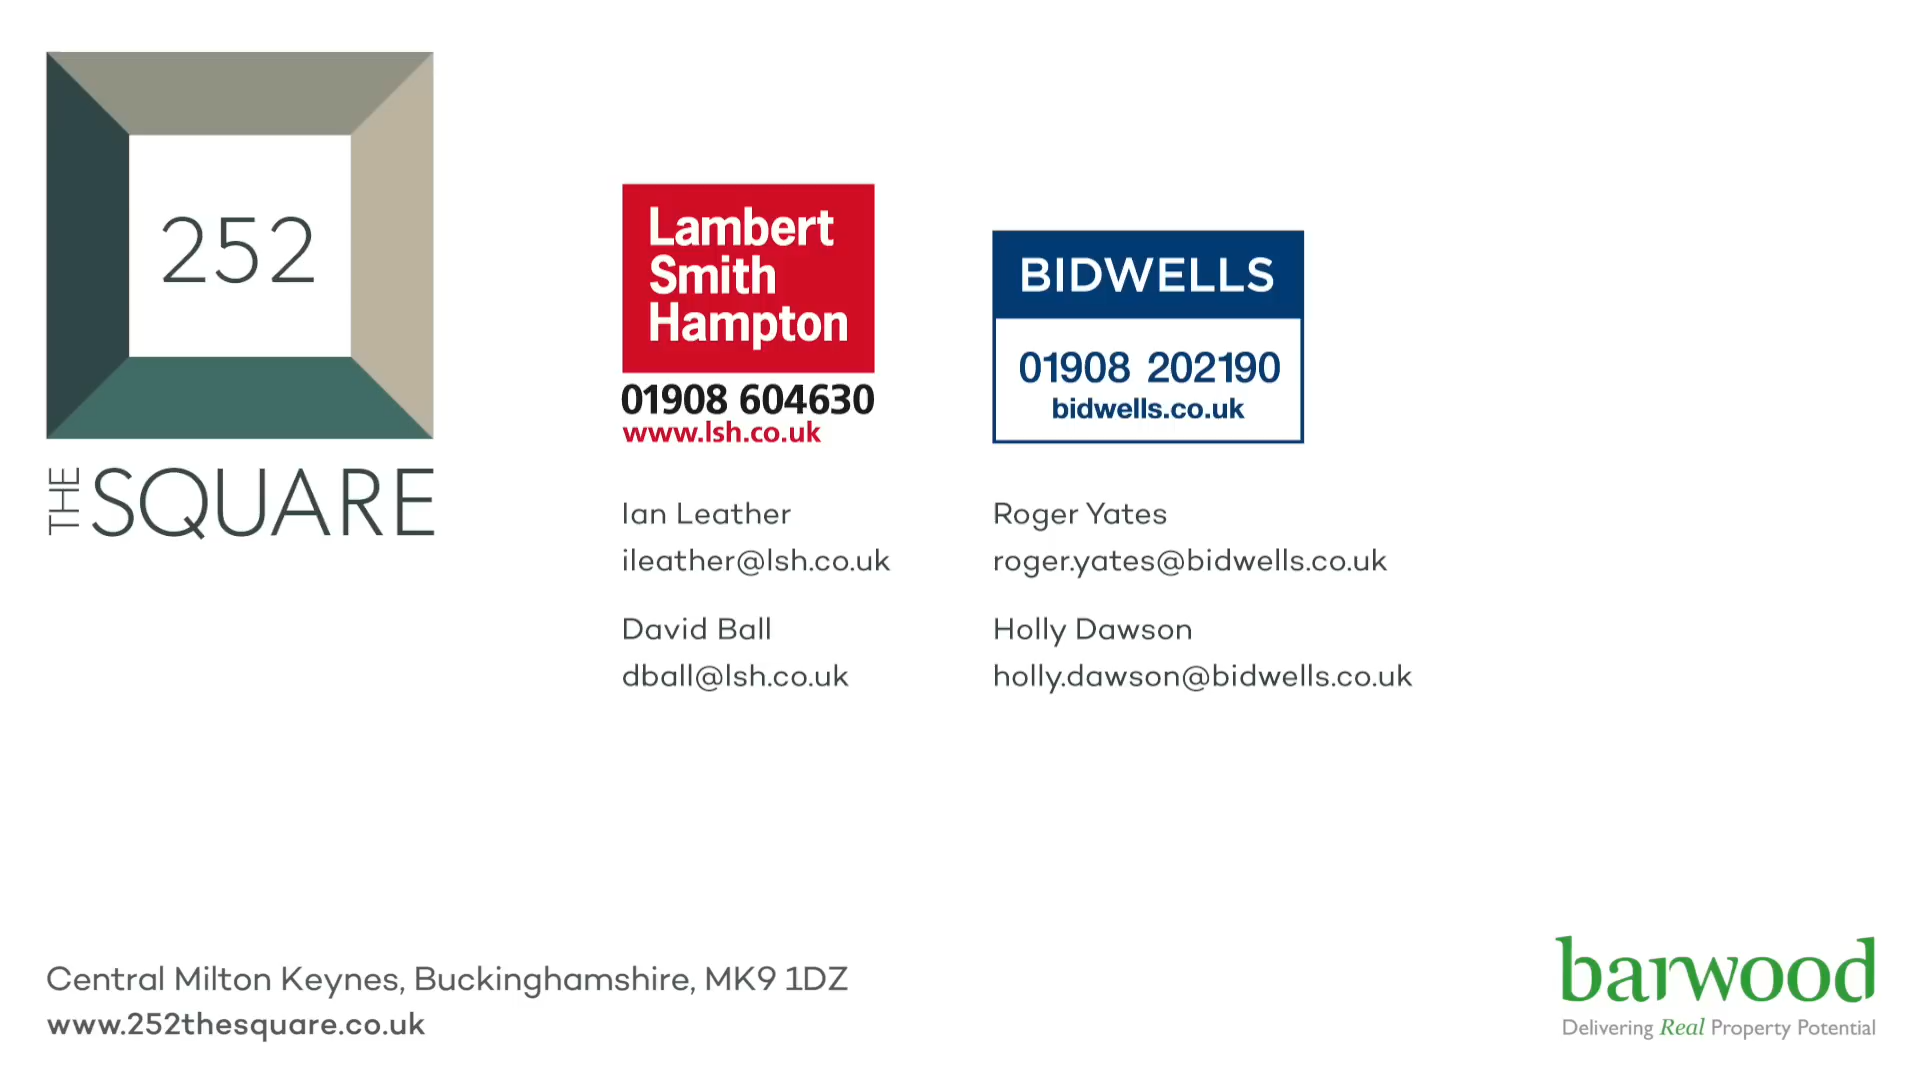 252
THE SQUARE
Lambert
Smith
Hampton
01908 604630
www.lsh.co.uk
Ian Leather
ileather@lsh.co.uk
David Ball
dball@lsh.co.uk
BIDWELLS
01908 202190
bidwells.co.uk
Roger Yates
roger.yates@bidwells.co.uk
Holly Dawson
holly.dawson@bidwells.co.uk
Central Milton Keynes, Buckinghamshire, MK9 1DZ
www.252thesquare.co.uk
barwood
Delivering Real Property Potential